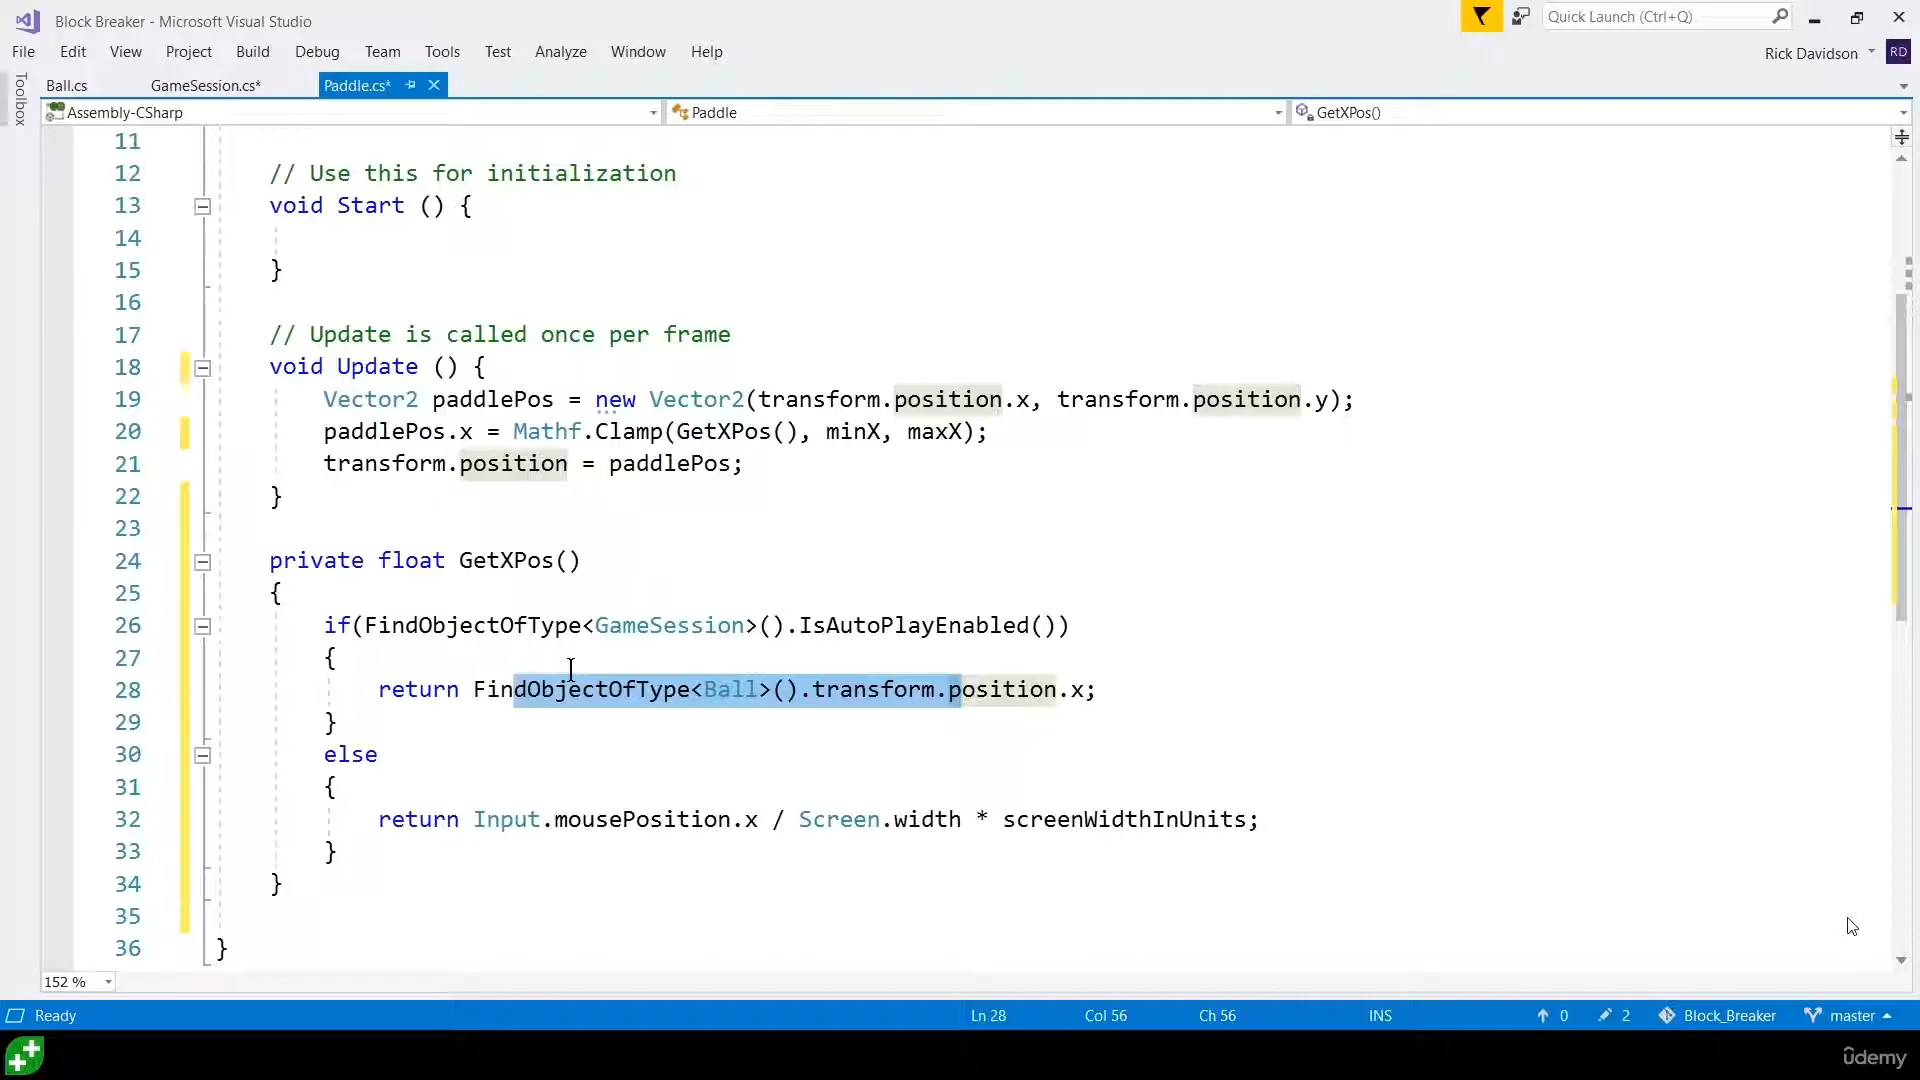 Block Breaker - Microsoft Visual Studio
Quick Launch (Ctrl+Q)
File Edit View Project Build Debug Team Tools Test Analyze Window Help
Rick Davidson RD
Toolbox
Ball.cs GameSession.cs* Paddle.cs*
Assembly-CSharp Paddle GetXPos()
11
12 // Use this for initialization
13 void Start () {
14
15 }
16
17 // Update is called once per frame
18 void Update () {
19 Vector2 paddlePos = new Vector2(transform.position.x, transform.position.y);
20 paddlePos.x = Mathf.Clamp(GetXPos(), minX, maxX);
21 transform.position = paddlePos;
22 }
23
24 private float GetXPos()
25 {
26 if(FindObjectOfType<GameSession>().IsAutoPlayEnabled())
27 {
28 return FindObjectOfType<Ball>().transform.position.x;
29 }
30 else
31 {
32 return Input.mousePosition.x / Screen.width * screenWidthInUnits;
33 }
34 }
35
36 }
152 %
Ready Ln 28 Col 56 Ch 56 INS 0 2 Block_Breaker master
ûdemy